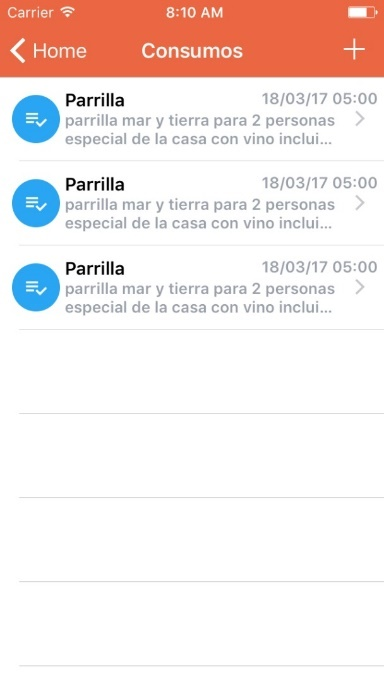 Carrier 8:10 AM
Home Consumos +
Parrilla 18/03/17 05:00
parrilla mar y tierra para 2 personas
especial de la casa con vino inclui...
Parrilla 18/03/17 05:00
parrilla mar y tierra para 2 personas
especial de la casa con vino inclui...
Parrilla 18/03/17 05:00
parrilla mar y tierra para 2 personas
especial de la casa con vino inclui...